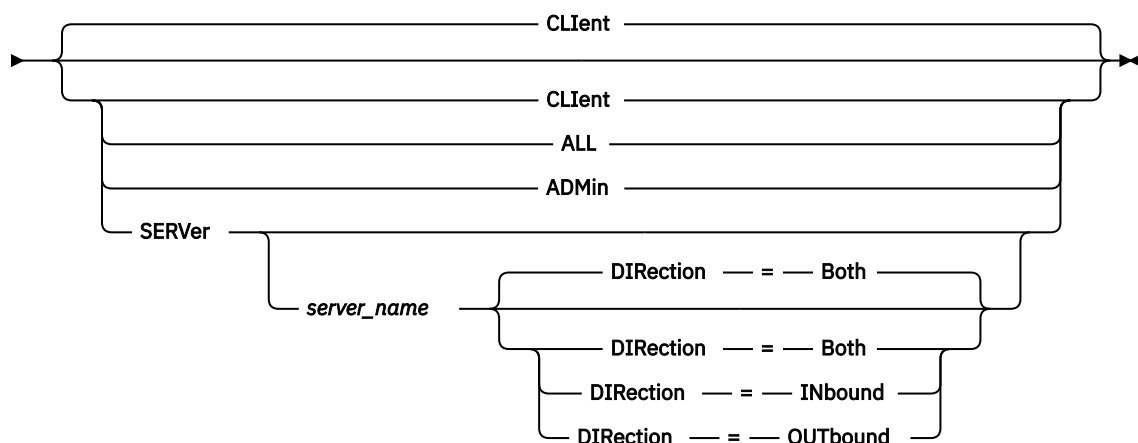 CLIent
CLIent
ALL
ADMin
SERVer
DIRection = Both
server_name
DIRection = Both
DIRection = INbound
DIRection = OUTbound